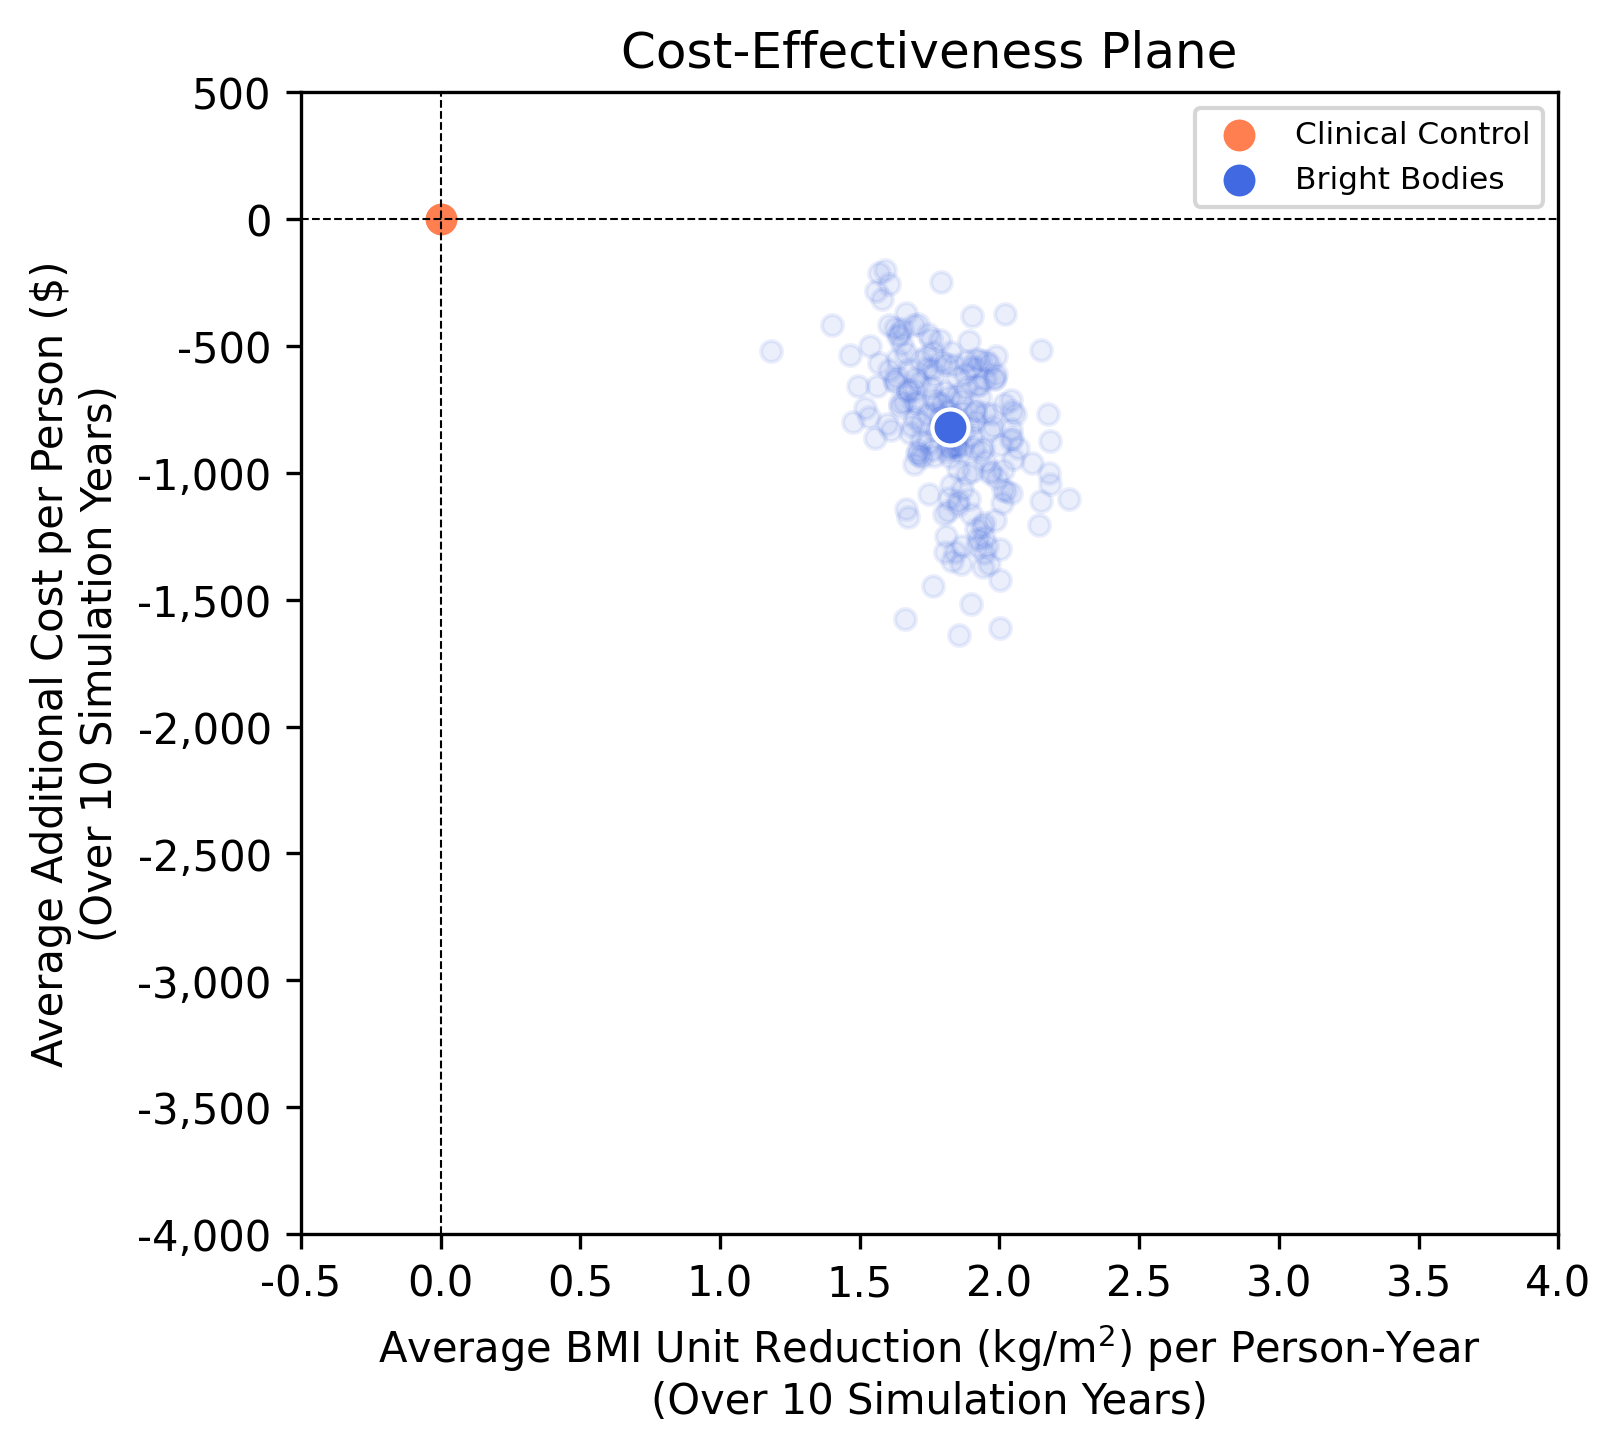 Cost-Effectiveness Plane
Clinical Control
Bright Bodies
Average Additional Cost per Person ($)
(Over 10 Simulation Years)
500
0
-500
-1,000
-1,500
-2,000
-2,500
-3,000
-3,500
-4,000
-0.5 0.0 0.5 1.0 1.5 2.0 2.5 3.0 3.5 4.0
Average BMI Unit Reduction (kg/m²) per Person-Year
(Over 10 Simulation Years)